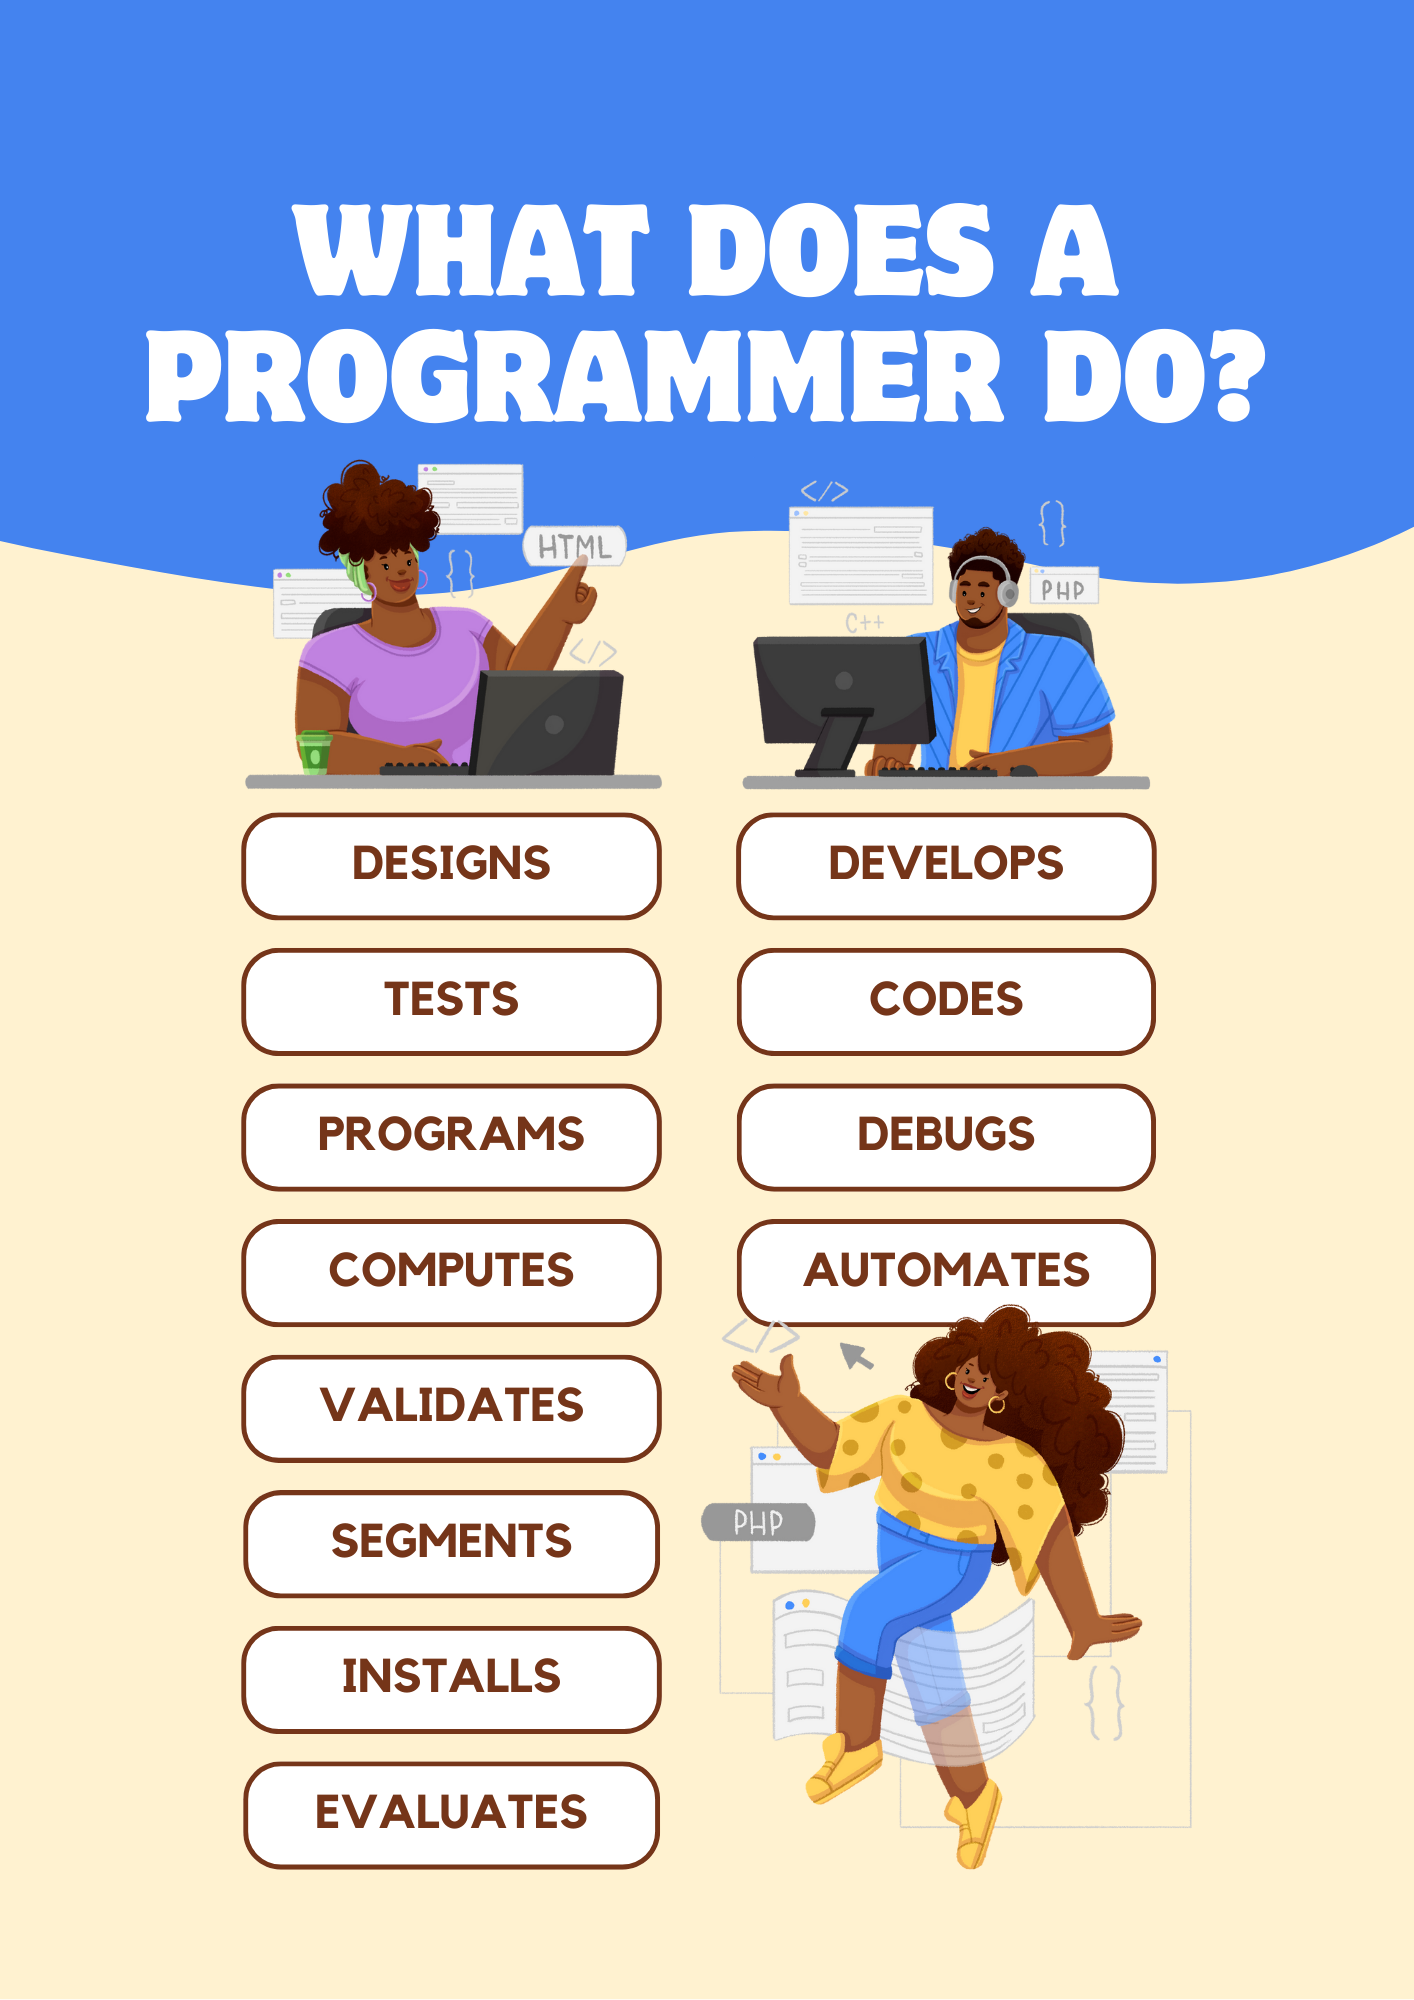 WHAT DOES A
PROGRAMMER DO?
HTML
{}
</>
</>
{}
PHP
C++
DESIGNS
TESTS
PROGRAMS
COMPUTES
VALIDATES
SEGMENTS
INSTALLS
EVALUATES
DEVELOPS
CODES
DEBUGS
AUTOMATES
</>
PHP
{}